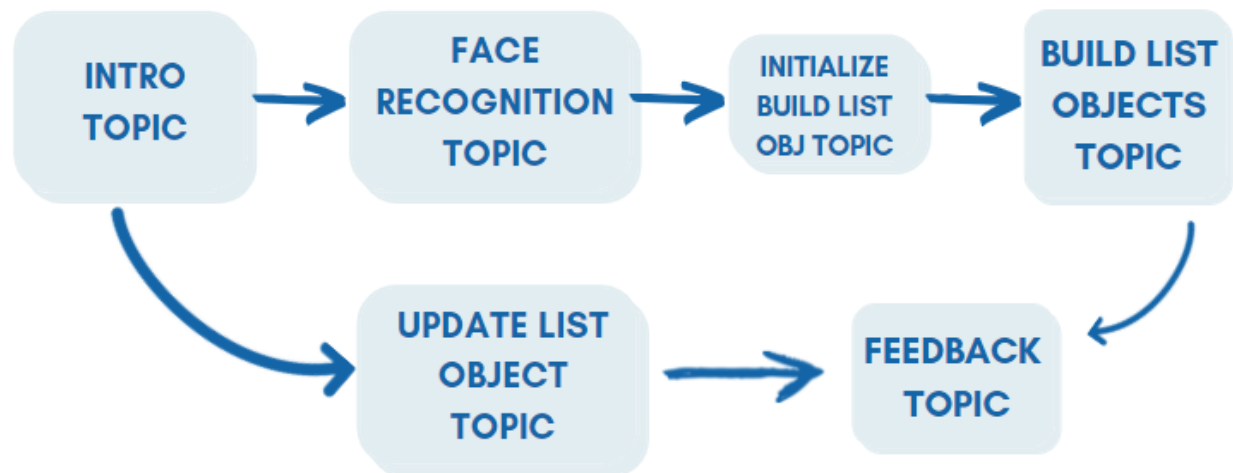 INTRO
TOPIC
FACE
RECOGNITION
TOPIC
INITIALIZE
BUILD LIST
OBJ TOPIC
BUILD LIST
OBJECTS
TOPIC
UPDATE LIST
OBJECT
TOPIC
FEEDBACK
TOPIC